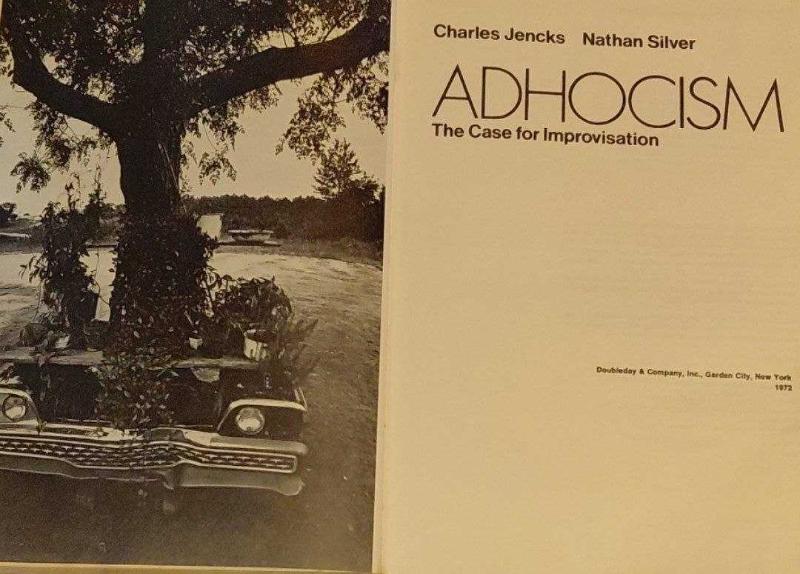 Charles Jencks Nathan Silver
ADHOCISM
The Case for Improvisation
Doubleday & Company, Inc., Garden City, New York
1972